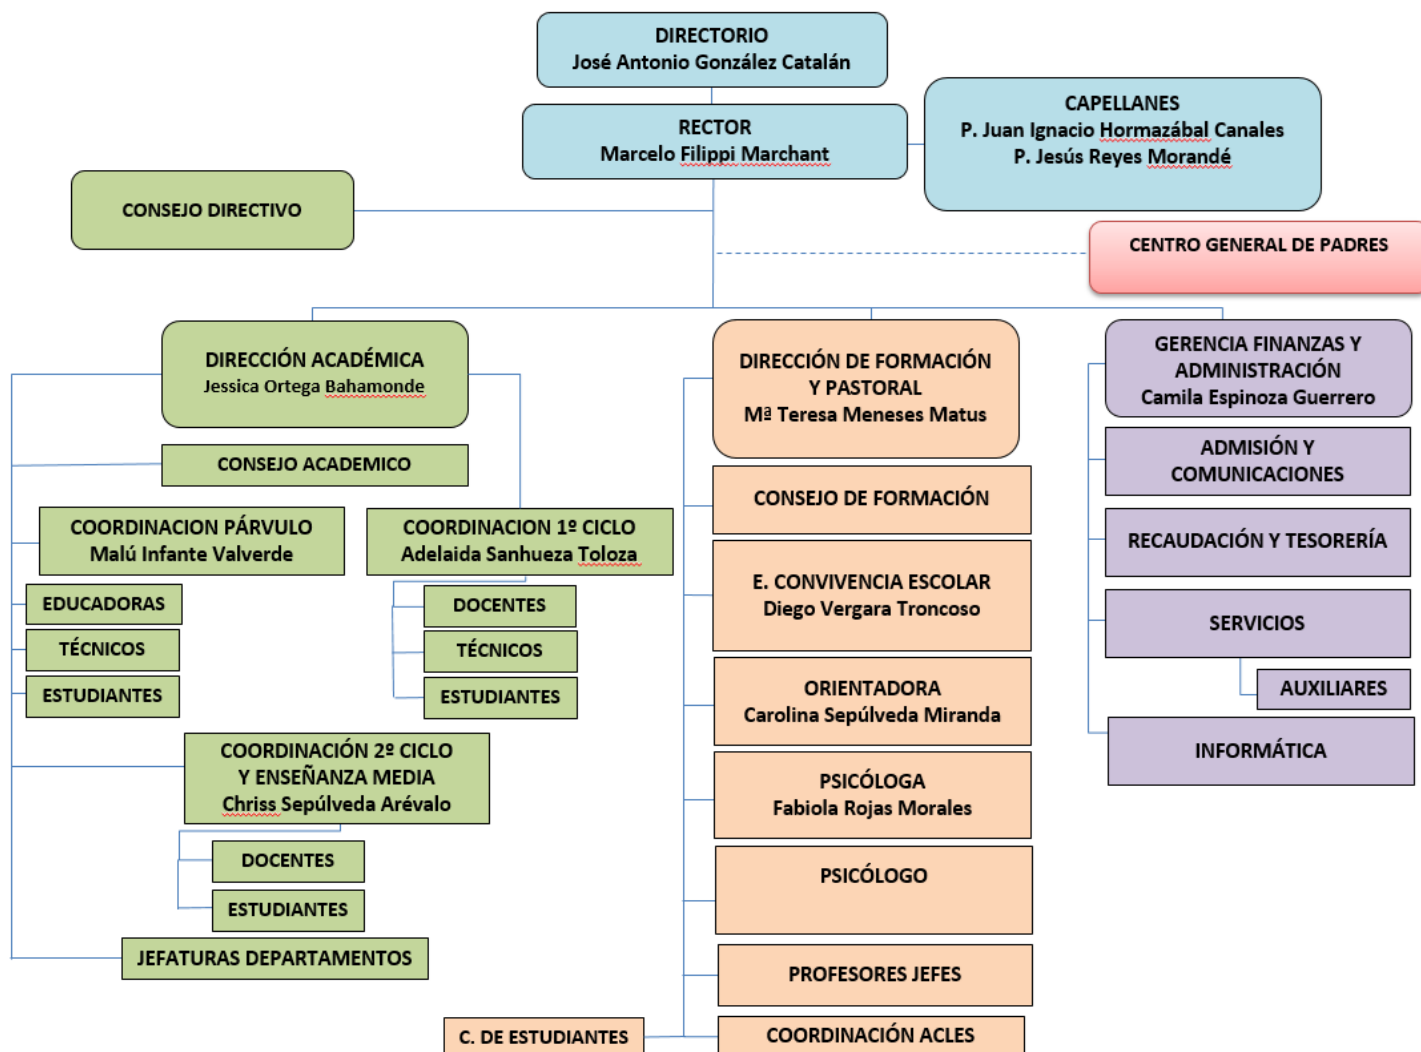 DIRECTORIO
José Antonio González Catalán
RECTOR
Marcelo Filippi Marchant
CAPELLANES
P. Juan Ignacio Hormazábal Canales
P. Jesús Reyes Morandé
CONSEJO DIRECTIVO
CENTRO GENERAL DE PADRES
DIRECCIÓN ACADÉMICA
Jessica Ortega Bahamonde
CONSEJO ACADEMICO
COORDINACION PÁRVULO
Malú Infante Valverde
EDUCADORAS
TÉCNICOS
ESTUDIANTES
COORDINACION 1º CICLO
Adelaida Sanhueza Toloza
DOCENTES
TÉCNICOS
ESTUDIANTES
COORDINACIÓN 2º CICLO
Y ENSEÑANZA MEDIA
Chriss Sepúlveda Arévalo
DOCENTES
ESTUDIANTES
JEFATURAS DEPARTAMENTOS
DIRECCIÓN DE FORMACIÓN
Y PASTORAL
Mª Teresa Meneses Matus
CONSEJO DE FORMACIÓN
E. CONVIVENCIA ESCOLAR
Diego Vergara Troncoso
ORIENTADORA
Carolina Sepúlveda Miranda
PSICÓLOGA
Fabiola Rojas Morales
PSICÓLOGO
PROFESORES JEFES
C. DE ESTUDIANTES
COORDINACIÓN ACLES
GERENCIA FINANZAS Y
ADMINISTRACIÓN
Camila Espinoza Guerrero
ADMISIÓN Y
COMUNICACIONES
RECAUDACIÓN Y TESORERÍA
SERVICIOS
AUXILIARES
INFORMÁTICA